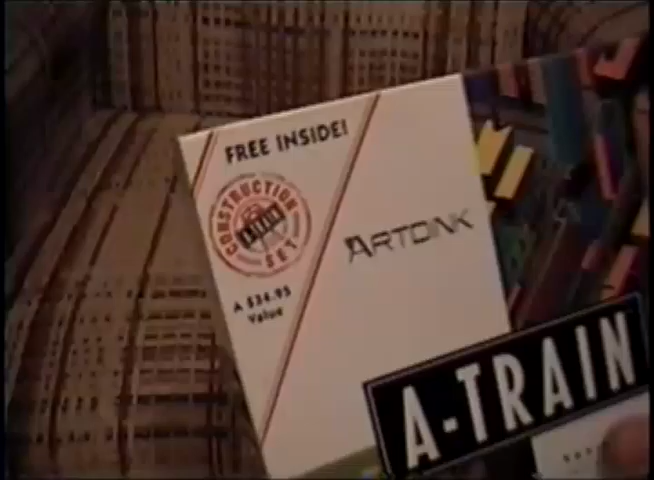 FREE INSIDE!
CONSTRUCTION
SET
A $34.95
Value
ARTDINK
A-TRAIN